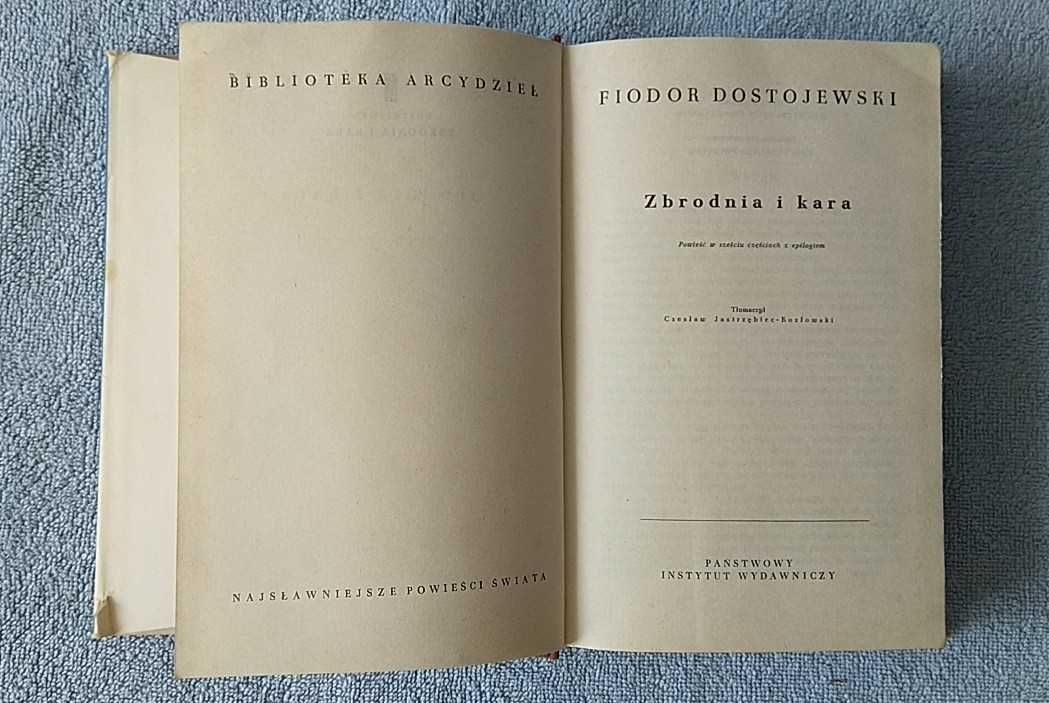 BIBLIOTEKA ARCYDZIEŁ
NAJSŁAWNIEJSZE POWIEŚCI ŚWIATA
FIODOR DOSTOJEWSKI
Zbrodnia i kara
Powieść w sześciu częściach z epilogiem
Tłumaczył
Czesław Jastrzębiec-Kozłowski
PAŃSTWOWY
INSTYTUT WYDAWNICZY